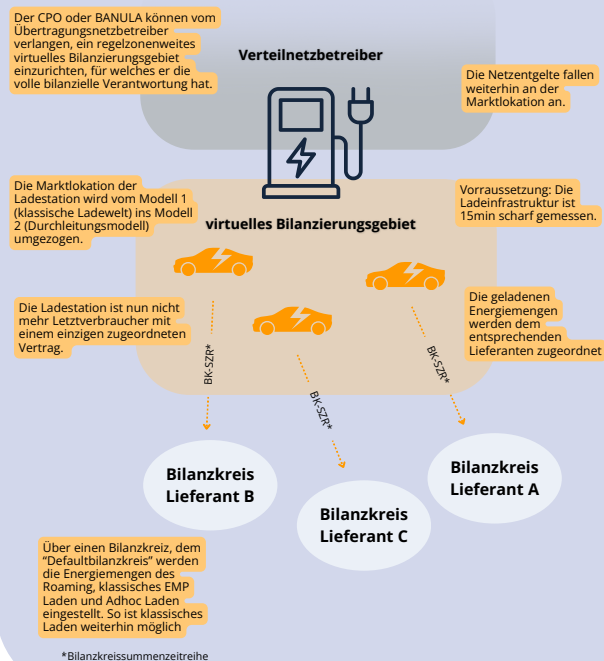 Der CPO oder BANULA können vom
Übertragungsnetzbetreiber
verlangen, ein regelzonenweites
virtuelles Bilanzierungsgebiet
einzurichten, für welches er die
volle bilanzielle Verantwortung hat.
Verteilnetzbetreiber
Die Netzentgelte fallen
weiterhin an der
Marktlokation an.
Die Marktlokation der
Ladestation wird vom Modell 1
(klassische Ladewelt) ins Modell
2 (Durchleitungsmodell)
umgezogen.
Vorraussetzung: Die
Ladeinfrastruktur ist
15min scharf gemessen.
virtuelles Bilanzierungsgebiet
Die Ladestation ist nun nicht
mehr Letztverbraucher mit
einem einzigen zugeordneten
Vertrag.
Die geladenen
Energiemengen
werden dem
entsprechenden
Lieferanten zugeordnet
BK-SZR*
BK-SZR*
BK-SZR*
Bilanzkreis
Lieferant B
Bilanzkreis
Lieferant C
Bilanzkreis
Lieferant A
Über einen Bilanzkreiz, dem
"Defaultbilanzkreis" werden
die Energiemengen des
Roaming, klassisches EMP
Laden und Adhoc Laden
eingestellt. So ist klassisches
Laden weiterhin möglich
*Bilanzkreissummenzeitreihe